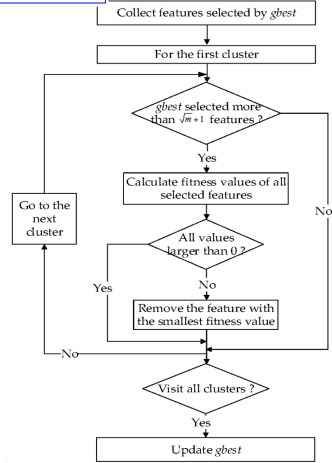 Collect features selected by gbest
For the first cluster
gbest selected more
than √m+1 features ?
Yes
Calculate fitness values of all
selected features
Go to the
next
cluster
No
All values
larger than 0 ?
Yes
No
Remove the feature with
the smallest fitness value
No
Visit all clusters ?
Yes
Update gbest